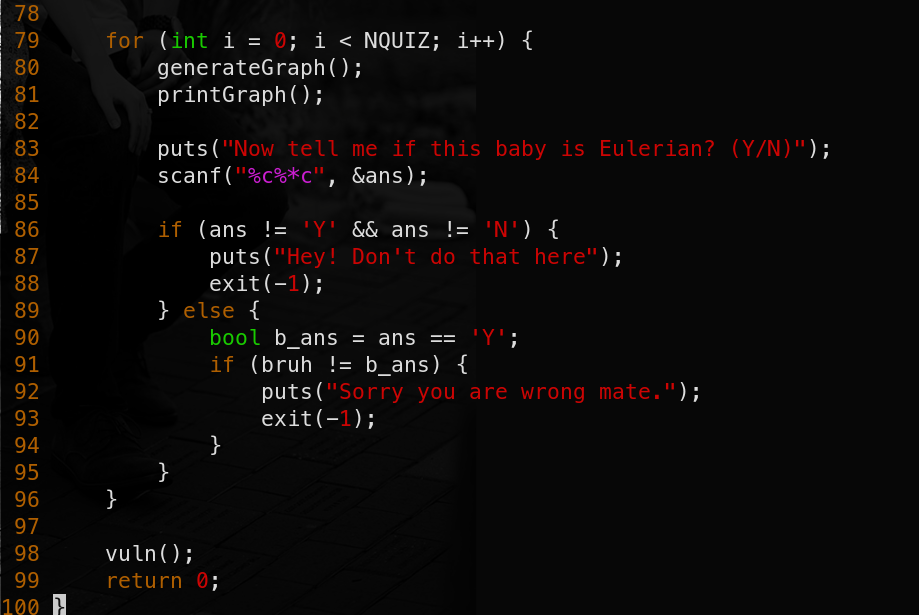 78
79     for (int i = 0; i < NQUIZ; i++) {
80         generateGraph();
81         printGraph();
82
83         puts("Now tell me if this baby is Eulerian? (Y/N)");
84         scanf("%c%*c", &ans);
85
86         if (ans != 'Y' && ans != 'N') {
87             puts("Hey! Don't do that here");
88             exit(-1);
89         } else {
90             bool b_ans = ans == 'Y';
91             if (bruh != b_ans) {
92                 puts("Sorry you are wrong mate.");
93                 exit(-1);
94             }
95         }
96     }
97
98     vuln();
99     return 0;
100 }